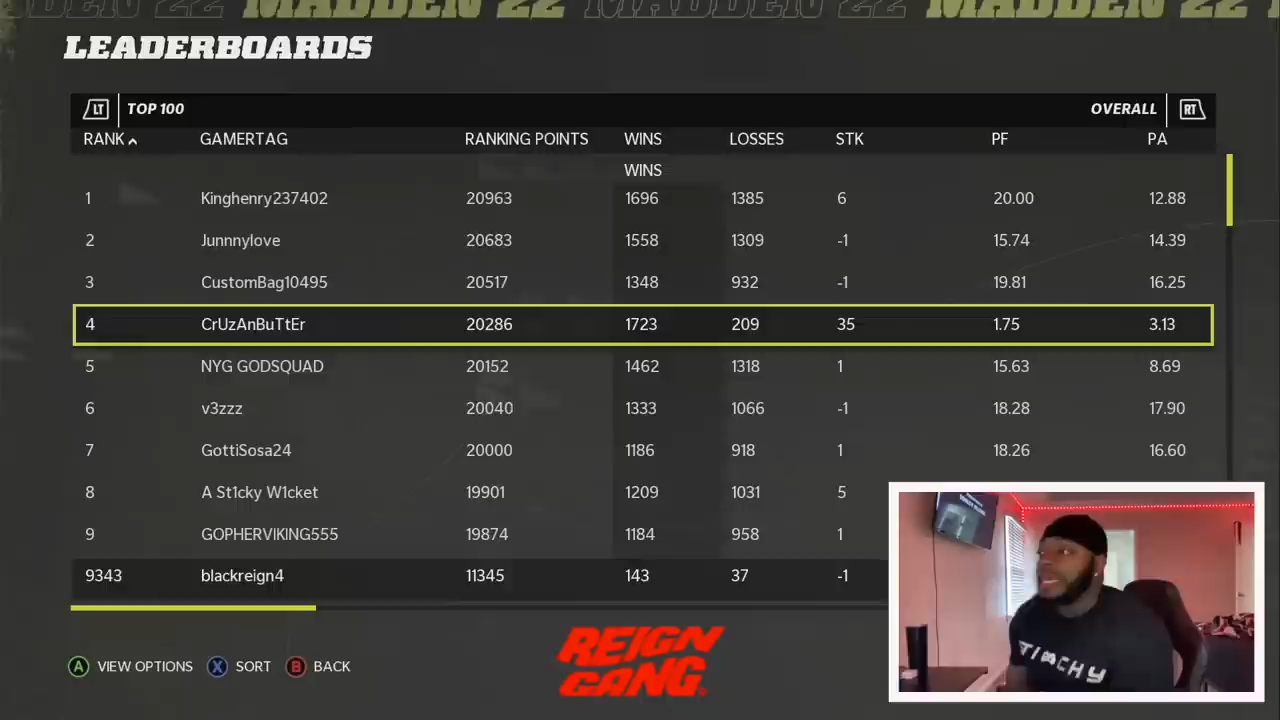 MADDEN 22 MADDEN 22 MADDEN 22
LEADERBOARDS
LT TOP 100 OVERALL RT
RANK GAMERTAG RANKING POINTS WINS LOSSES STK PF PA
WINS
1 Kinghenry237402 20963 1696 1385 6 20.00 12.88
2 Junnnylove 20683 1558 1309 -1 15.74 14.39
3 CustomBag10495 20517 1348 932 -1 19.81 16.25
4 CrUzAnBuTtEr 20286 1723 209 35 1.75 3.13
5 NYG GODSQUAD 20152 1462 1318 1 15.63 8.69
6 v3zzz 20040 1333 1066 -1 18.28 17.90
7 GottiSosa24 20000 1186 918 1 18.26 16.60
8 A St1cky W1cket 19901 1209 1031 5
9 GOPHERVIKING555 19874 1184 958 1
9343 blackreign4 11345 143 37 -1
A VIEW OPTIONS X SORT B BACK
REIGN
GANG.